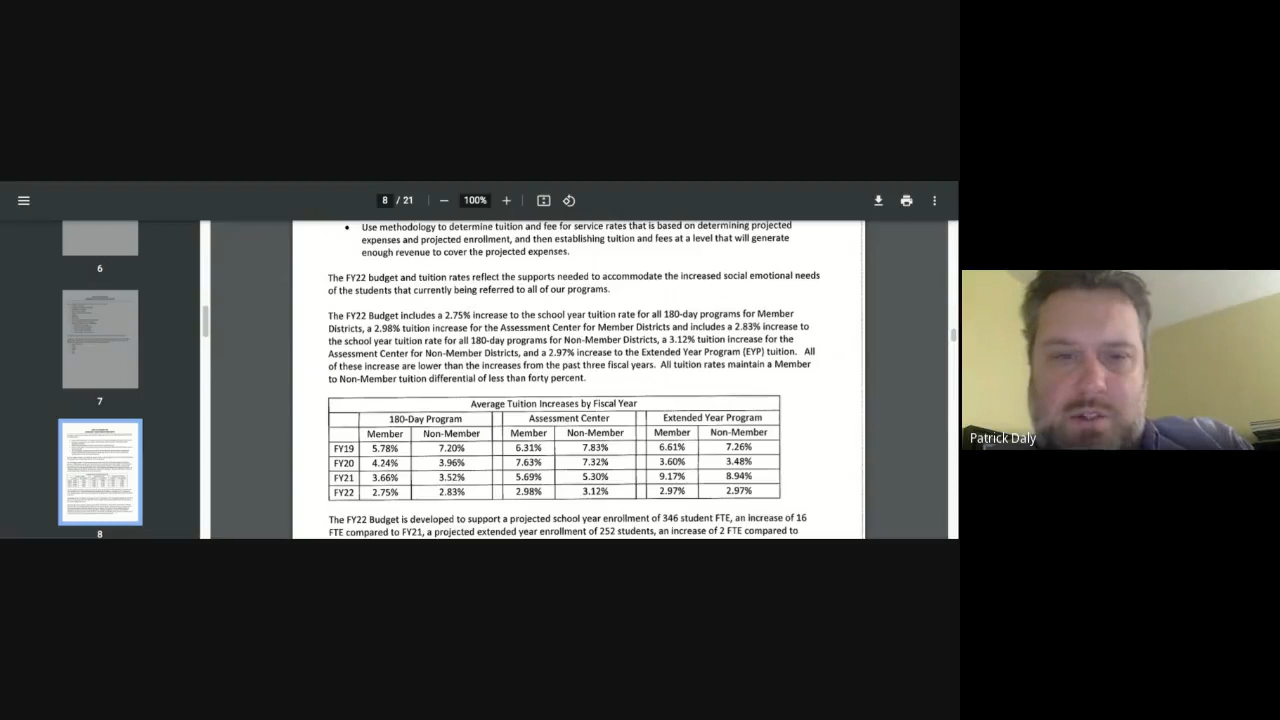 8 / 21
100%
6
7
8
• Use methodology to determine tuition and fee for service rates that is based on determining projected
expenses and projected enrollment, and then establishing tuition and fees at a level that will generate
enough revenue to cover the projected expenses.
The FY22 budget and tuition rates reflect the supports needed to accommodate the increased social emotional needs
of the students that currently being referred to all of our programs.
The FY22 Budget includes a 2.75% increase to the school year tuition rate for all 180-day programs for Member
Districts, a 2.98% tuition increase for the Assessment Center for Member Districts and includes a 2.83% increase to
the school year tuition rate for all 180-day programs for Non-Member Districts, a 3.12% tuition increase for the
Assessment Center for Non-Member Districts, and a 2.97% increase to the Extended Year Program (EYP) tuition. All
of these increase are lower than the increases from the past three fiscal years. All tuition rates maintain a Member
to Non-Member tuition differential of less than forty percent.
Average Tuition Increases by Fiscal Year
180-Day Program Assessment Center Extended Year Program
Member Non-Member Member Non-Member Member Non-Member
FY19 5.78% 7.20% 6.31% 7.83% 6.61% 7.26%
FY20 4.24% 3.96% 7.63% 7.32% 3.60% 3.48%
FY21 3.66% 3.52% 5.69% 5.30% 9.17% 8.94%
FY22 2.75% 2.83% 2.98% 3.12% 2.97% 2.97%
The FY22 Budget is developed to support a projected school year enrollment of 346 student FTE, an increase of 16
FTE compared to FY21, a projected extended year enrollment of 252 students, an increase of 2 FTE compared to
Patrick Daly